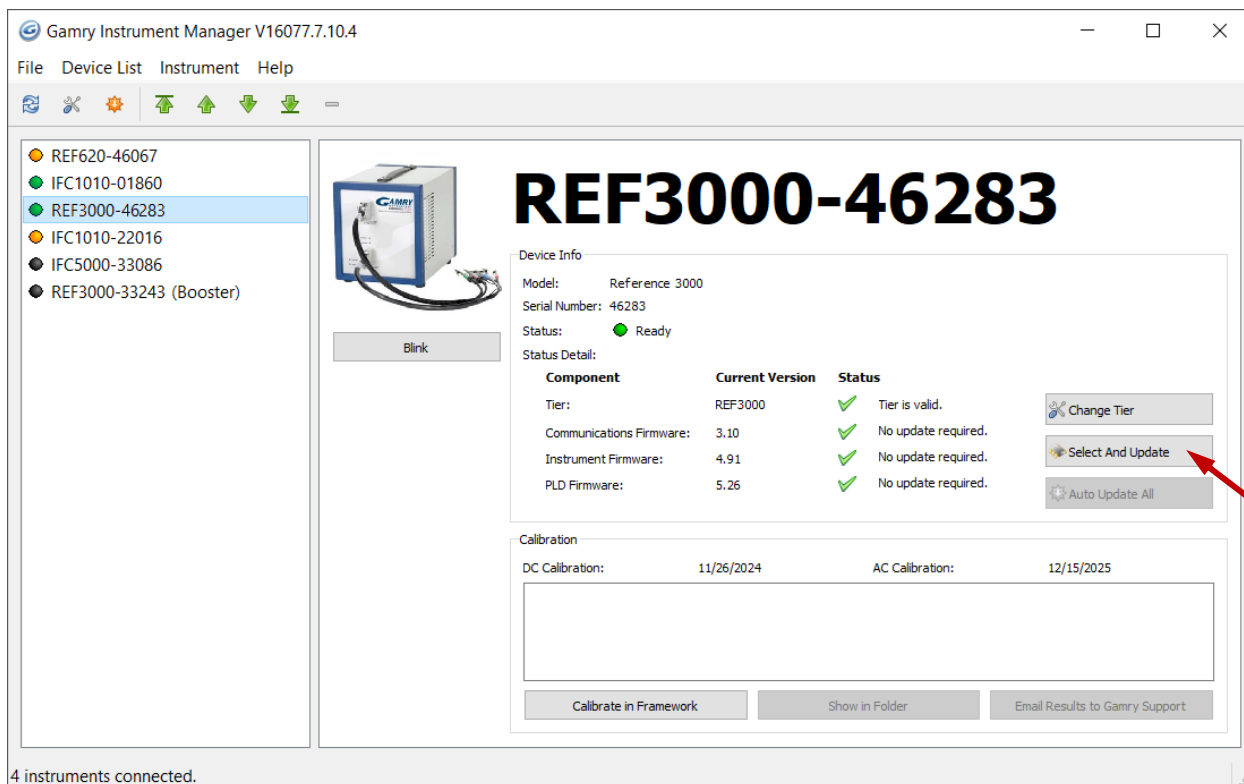 Gamry Instrument Manager V16077.7.10.4
File Device List Instrument Help
REF620-46067
IFC1010-01860
REF3000-46283
IFC1010-22016
IFC5000-33086
REF3000-33243 (Booster)
GAMRY
Blink
REF3000-46283
Device Info
Model: Reference 3000
Serial Number: 46283
Status: Ready
Status Detail:
Component Current Version Status
Tier: REF3000 Tier is valid.
Communications Firmware: 3.10 No update required.
Instrument Firmware: 4.91 No update required.
PLD Firmware: 5.26 No update required.
Change Tier
Select And Update
Auto Update All
Calibration
DC Calibration: 11/26/2024 AC Calibration: 12/15/2025
Calibrate in Framework Show in Folder Email Results to Gamry Support
4 instruments connected.